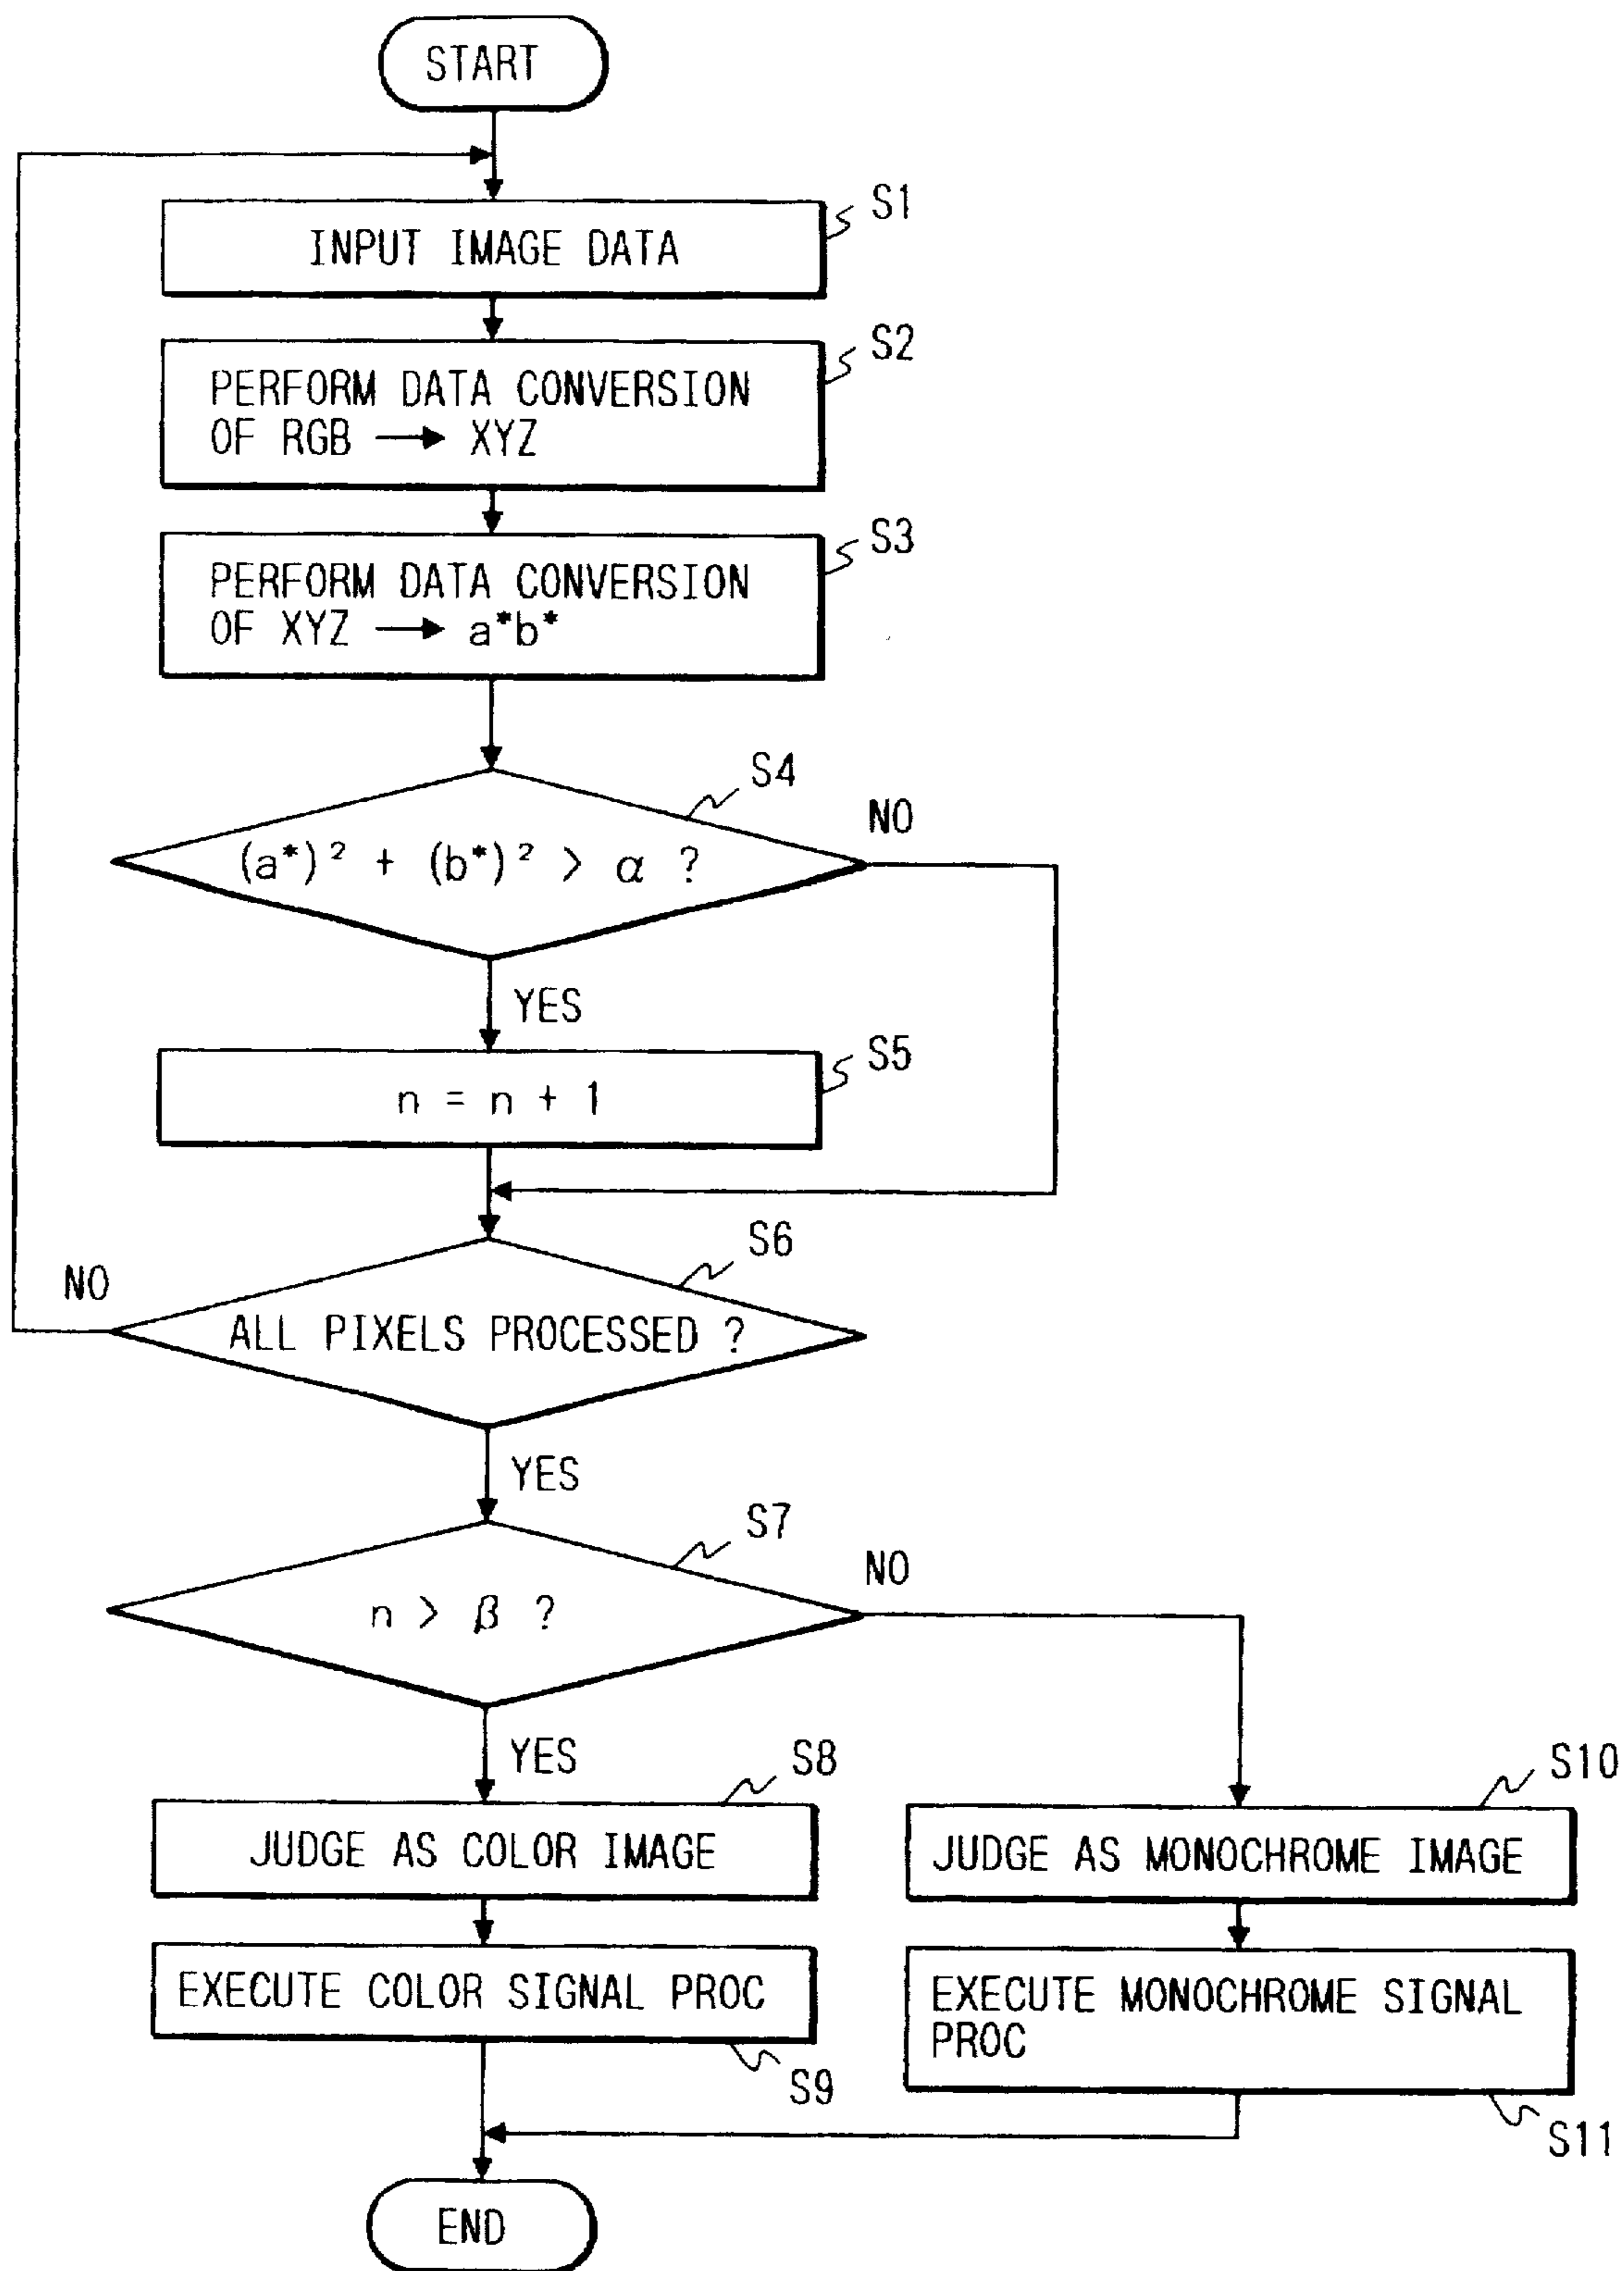 START
INPUT IMAGE DATA
S1
PERFORM DATA CONVERSION
OF RGB → XYZ
S2
PERFORM DATA CONVERSION
OF XYZ → a*b*
S3
(a*)² + (b*)² > α ?
S4
NO
YES
n = n + 1
S5
ALL PIXELS PROCESSED ?
S6
NO
YES
n > β ?
S7
NO
YES
JUDGE AS COLOR IMAGE
S8
JUDGE AS MONOCHROME IMAGE
S10
EXECUTE COLOR SIGNAL PROC
S9
EXECUTE MONOCHROME SIGNAL
PROC
S11
END